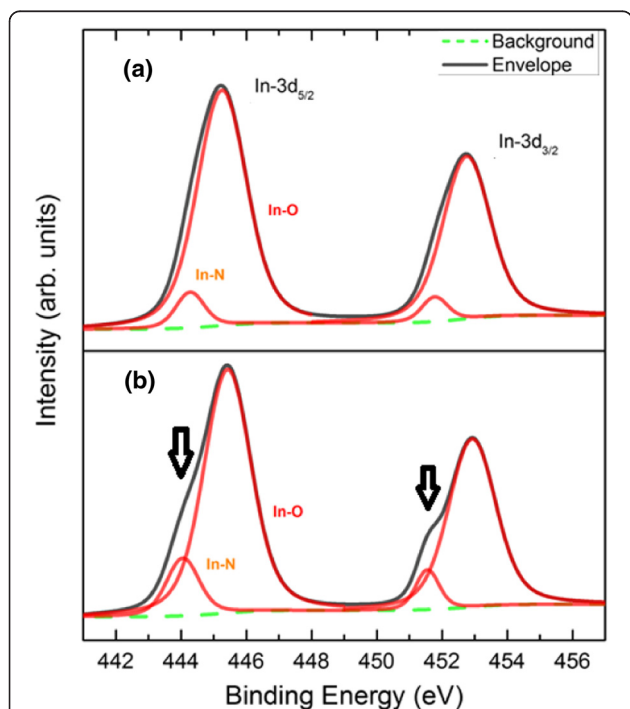 Background
Envelope
(a)
In-3d5/2
In-3d3/2
In-O
In-N
Intensity (arb. units)
(b)
In-O
In-N
442 444 446 448 450 452 454 456
Binding Energy (eV)